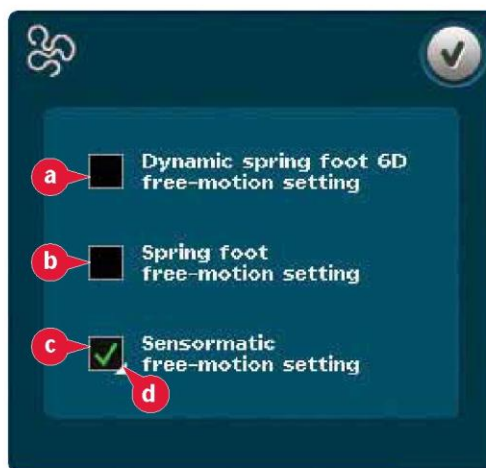 a
Dynamic spring foot 6D
free-motion setting
b
Spring foot
free-motion setting
c
Sensormatic
free-motion setting
d